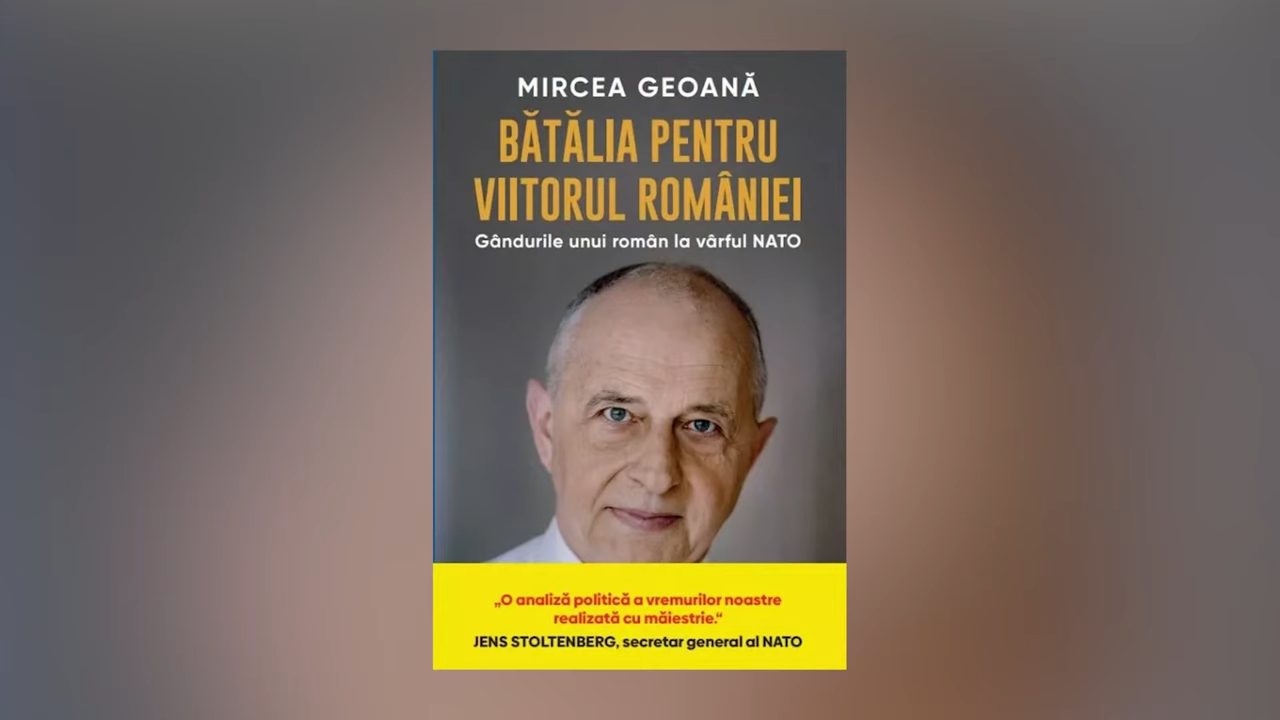 MIRCEA GEOANĂ
BĂTĂLIA PENTRU
VIITORUL ROMÂNIEI
Gândurile unui român la vârful NATO
„O analiză politică a vremurilor noastre
realizată cu măiestrie.“
JENS STOLTENBERG, secretar general al NATO